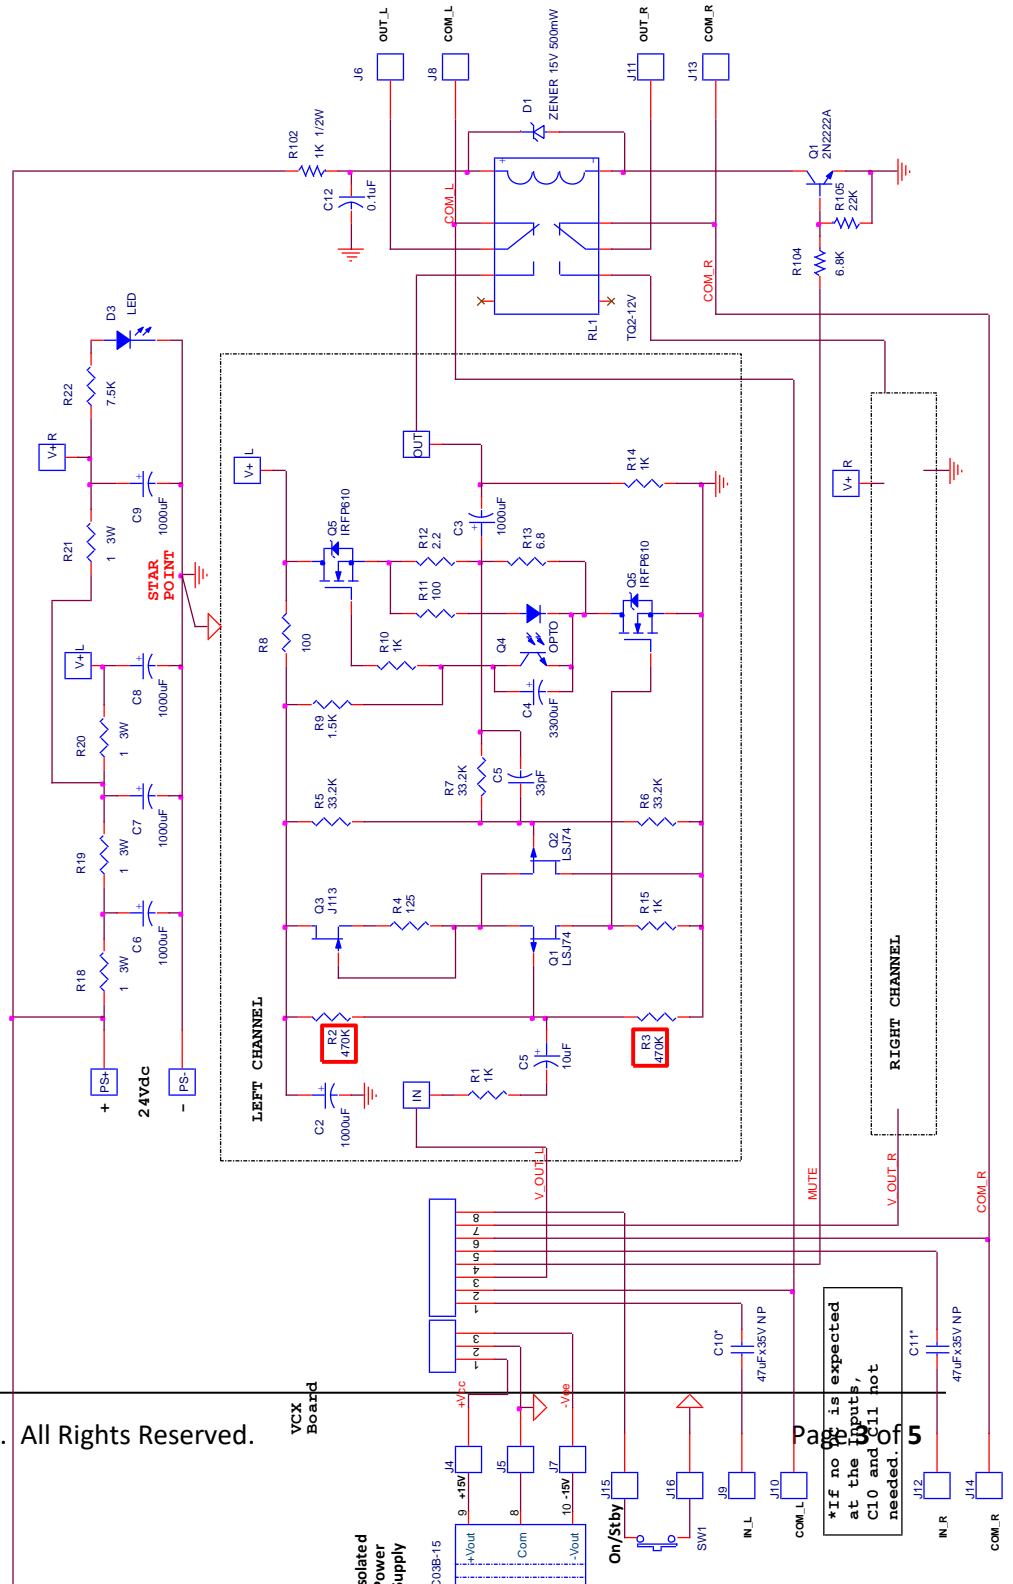 OUT_L
COM_L
OUT_R
COM_R
J6
J8
J11
J13
ZENER 15V 500mW
D1
R102
1K 1/2W
C12
0.1uF
COM_L
+
-
Q1
2N2222A
R105
22K
R104
6.8K
COM_R
RL1
TQ2-12V
D3
LED
R22
7.5K
V+ R
C9
1000uF
R21
1 3W
STAR
POINT
V+ L
C8
1000uF
R20
1 3W
C7
1000uF
R19
1 3W
C6
1000uF
R18
1 3W
PS+
PS-
+
24Vdc
-
LEFT CHANNEL
V+ L
OUT
R14
1K
Q5
IRFP610
R12
2.2
C3
1000uF
R13
6.8
Q5
IRFP610
R11
100
R8
100
R10
1K
Q4
OPTO
R9
1.5K
C4
3300uF
R5
33.2K
R7
33.2K
C5
33pF
R6
33.2K
Q2
LSJ74
Q3
J113
R4
125
Q1
LSJ74
R15
1K
R2
470K
R3
470K
C5
10uF
R1
1K
IN
C2
1000uF
V+ R
RIGHT CHANNEL
V_OUT_L
MUTE
V_OUT_R
COM_R
8
7
6
5
4
3
2
1
3
2
1
C10*
47uFx35V NP
C11*
47uFx35V NP
*If no DC is expected
at the Inputs,
C10 and C11 not
needed.
VCX
Board
+Vcc
-Vee
. All Rights Reserved.
Page 3 of 5
J4
J5
J7
J15
J16
J9
J10
J12
J14
9 +15V
8
10 -15V
+Vout
Com
-Vout
On/Stby
SW1
IN_L
COM_L
IN_R
COM_R
C03B-15
solated
Power
Supply